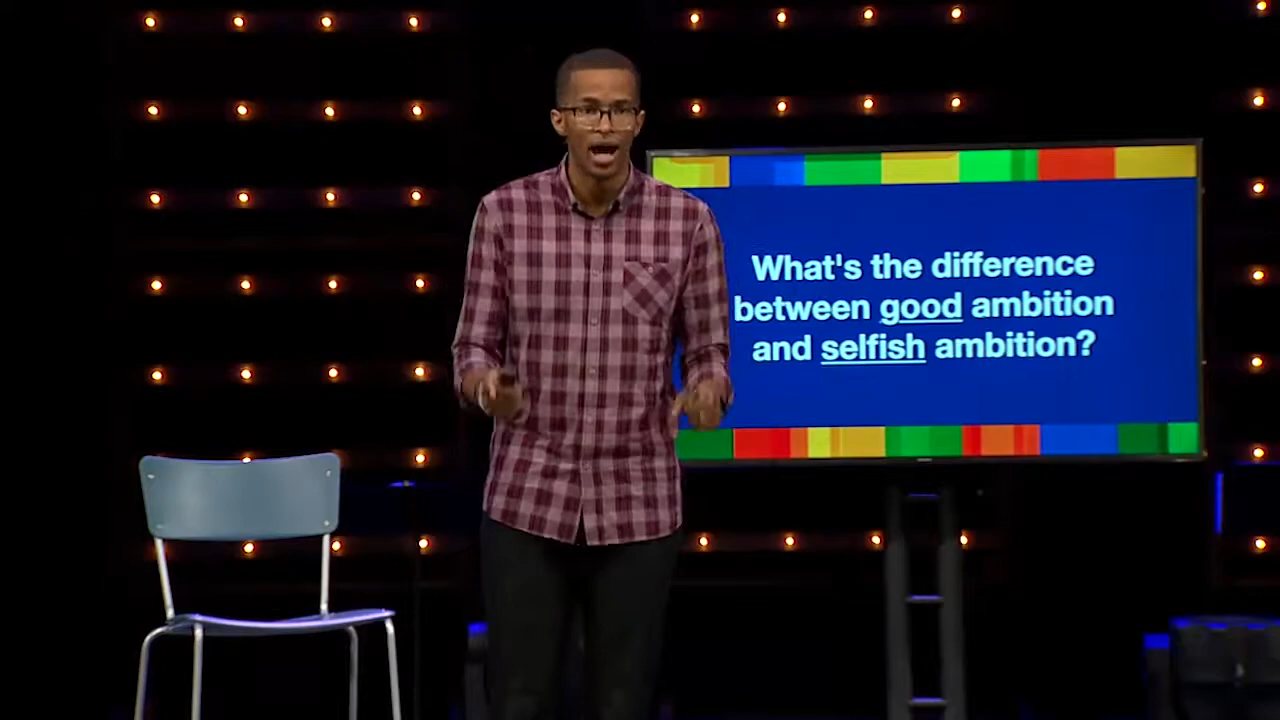 What's the difference
between good ambition
and selfish ambition?